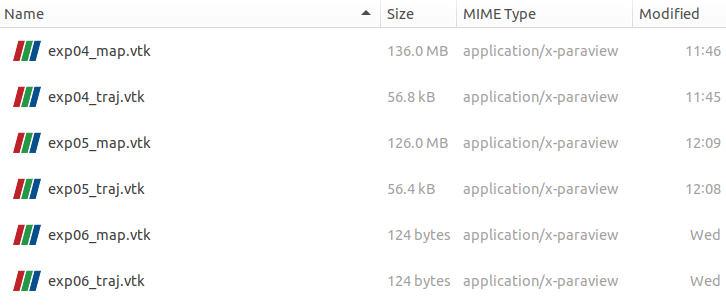 Name Size MIME Type Modified
exp04_map.vtk 136.0 MB application/x-paraview 11:46
exp04_traj.vtk 56.8 kB application/x-paraview 11:45
exp05_map.vtk 126.0 MB application/x-paraview 12:09
exp05_traj.vtk 56.4 kB application/x-paraview 12:08
exp06_map.vtk 124 bytes application/x-paraview Wed
exp06_traj.vtk 124 bytes application/x-paraview Wed